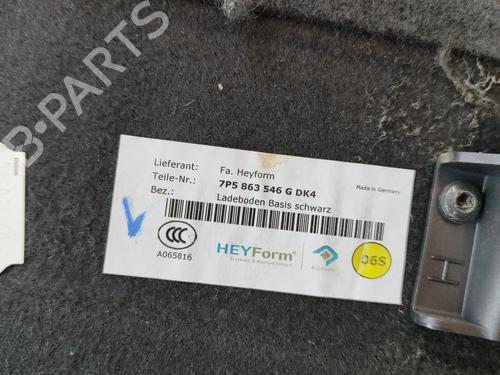 B-PARTS
Lieferant: Fa. Heyform
Made in Germany
Teile-Nr.: 7P5 863 546 G DK4
Bez.: Ladeboden Basis schwarz
CCC
A065816
HEYForm®
06S
H